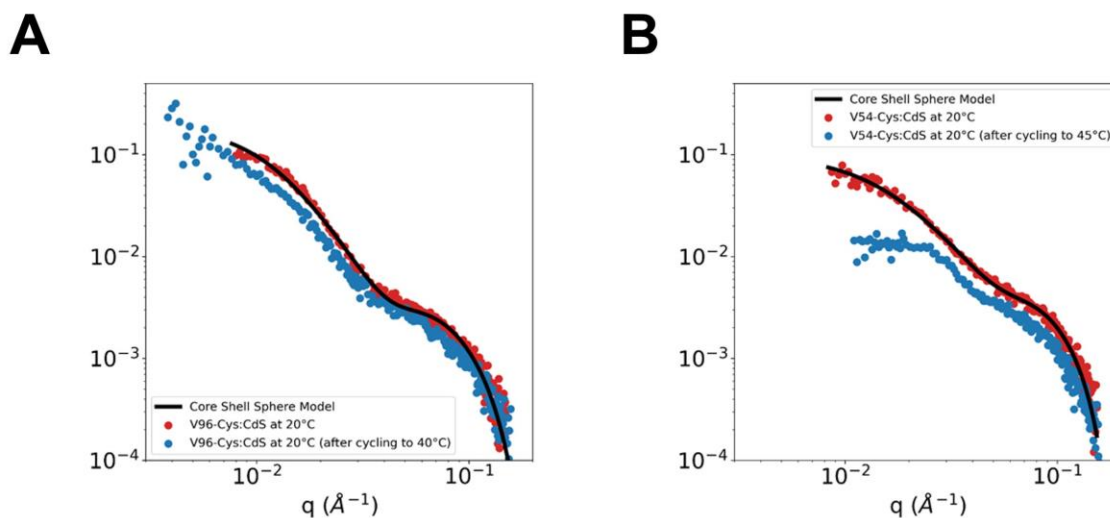 A
B
10⁻¹
10⁻²
10⁻³
10⁻⁴
Core Shell Sphere Model
V96-Cys:CdS at 20°C
V96-Cys:CdS at 20°C (after cycling to 40°C)
10⁻²
10⁻¹
q (Å⁻¹)
Core Shell Sphere Model
V54-Cys:CdS at 20°C
V54-Cys:CdS at 20°C (after cycling to 45°C)
10⁻¹
10⁻²
10⁻³
10⁻⁴
10⁻²
10⁻¹
q (Å⁻¹)